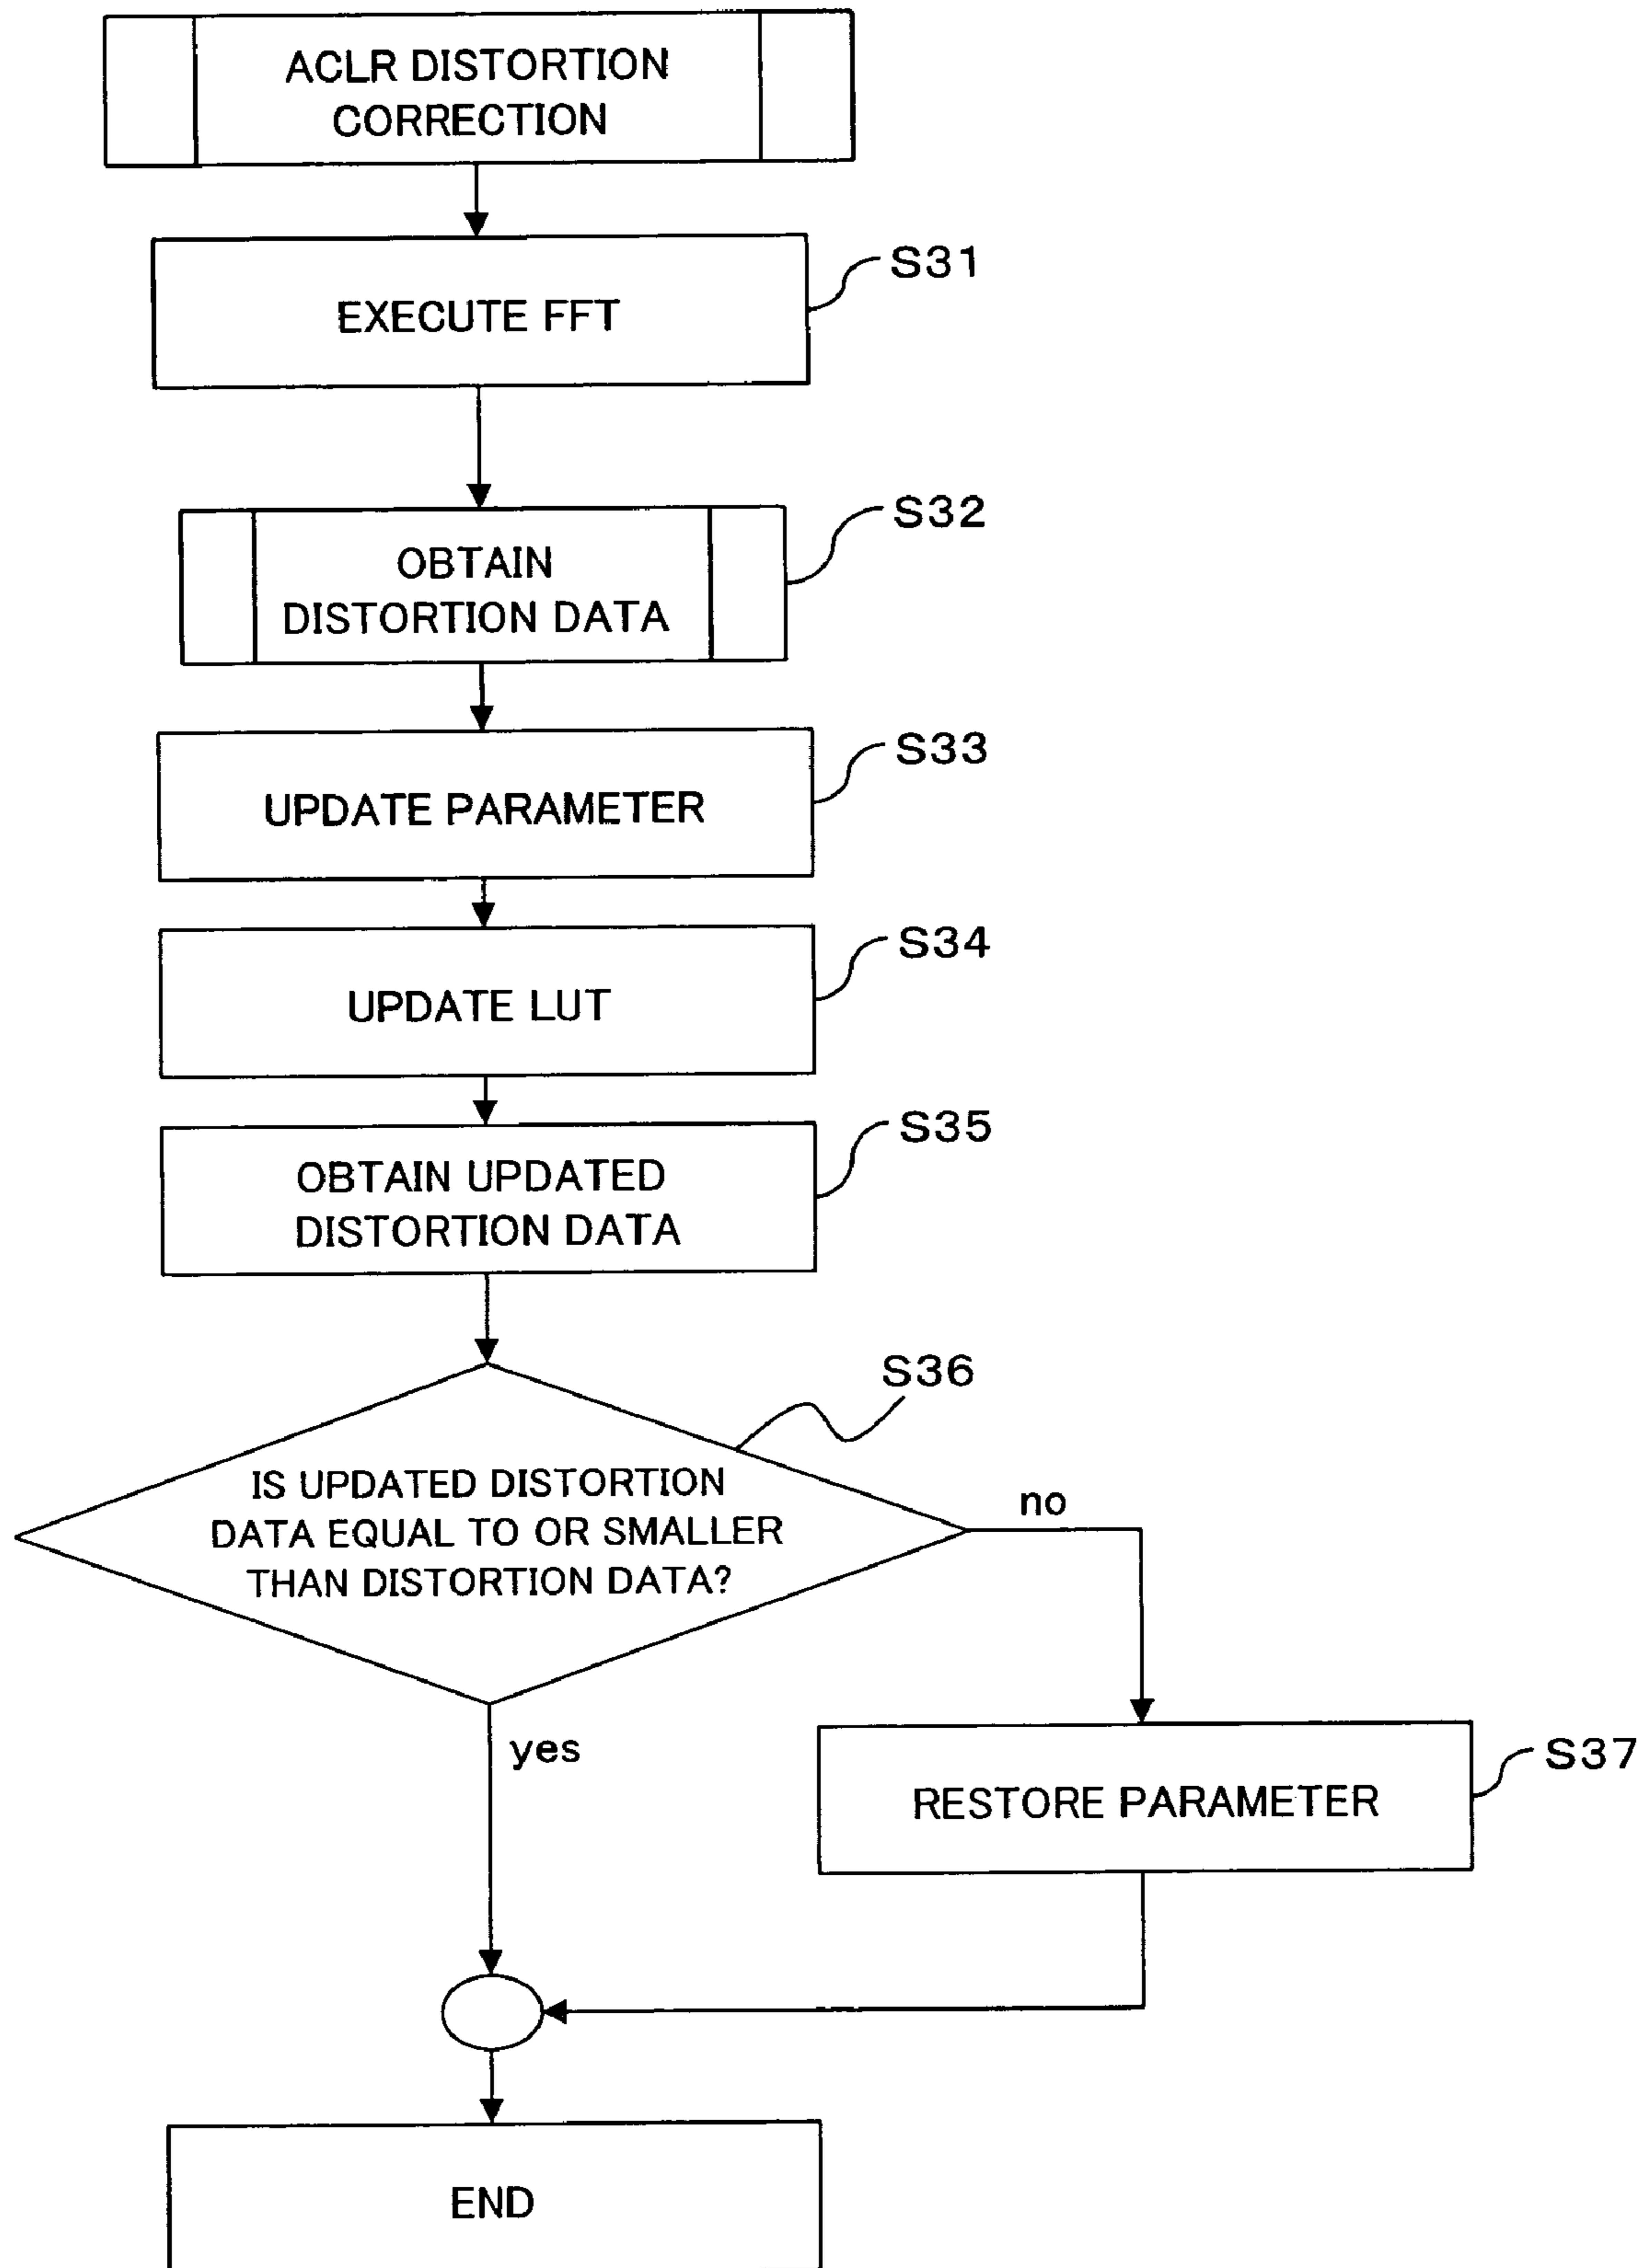 ACLR DISTORTION
CORRECTION
S31
EXECUTE FFT
S32
OBTAIN
DISTORTION DATA
S33
UPDATE PARAMETER
S34
UPDATE LUT
S35
OBTAIN UPDATED
DISTORTION DATA
S36
IS UPDATED DISTORTION
DATA EQUAL TO OR SMALLER
THAN DISTORTION DATA?
no
yes
S37
RESTORE PARAMETER
END